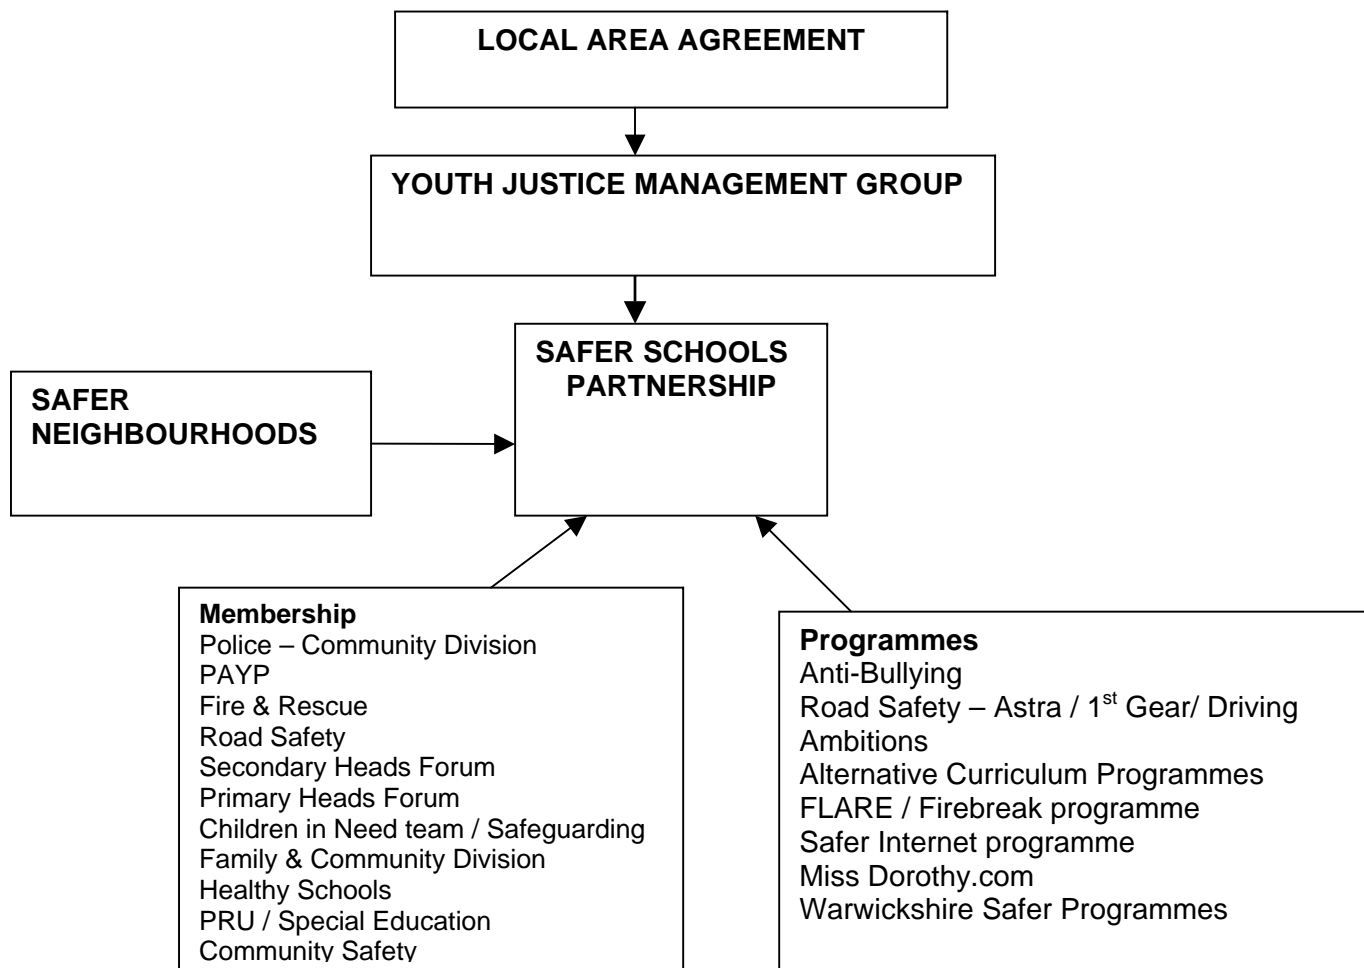 LOCAL AREA AGREEMENT
YOUTH JUSTICE MANAGEMENT GROUP
SAFER SCHOOLS
PARTNERSHIP
SAFER
NEIGHBOURHOODS
Membership
Police – Community Division
PAYP
Fire & Rescue
Road Safety
Secondary Heads Forum
Primary Heads Forum
Children in Need team / Safeguarding
Family & Community Division
Healthy Schools
PRU / Special Education
Community Safety
Programmes
Anti-Bullying
Road Safety – Astra / 1st Gear/ Driving
Ambitions
Alternative Curriculum Programmes
FLARE / Firebreak programme
Safer Internet programme
Miss Dorothy.com
Warwickshire Safer Programmes